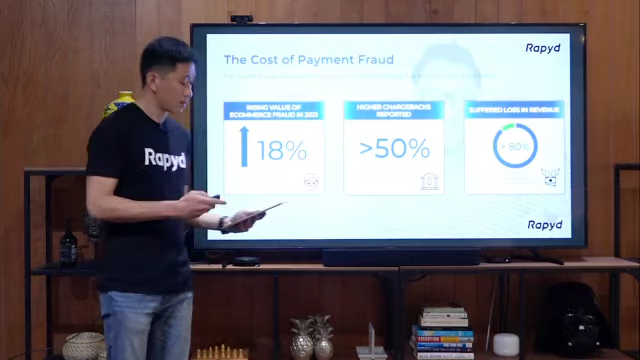 Rapyd
The Cost of Payment Fraud
RISING VALUE OF
ECOMMERCE FRAUD IN 2021
18%
HIGHER CHARGEBACKS
REPORTED
>50%
SUFFERED LOSS IN REVENUE
> 80%
Rapyd
Rapyd